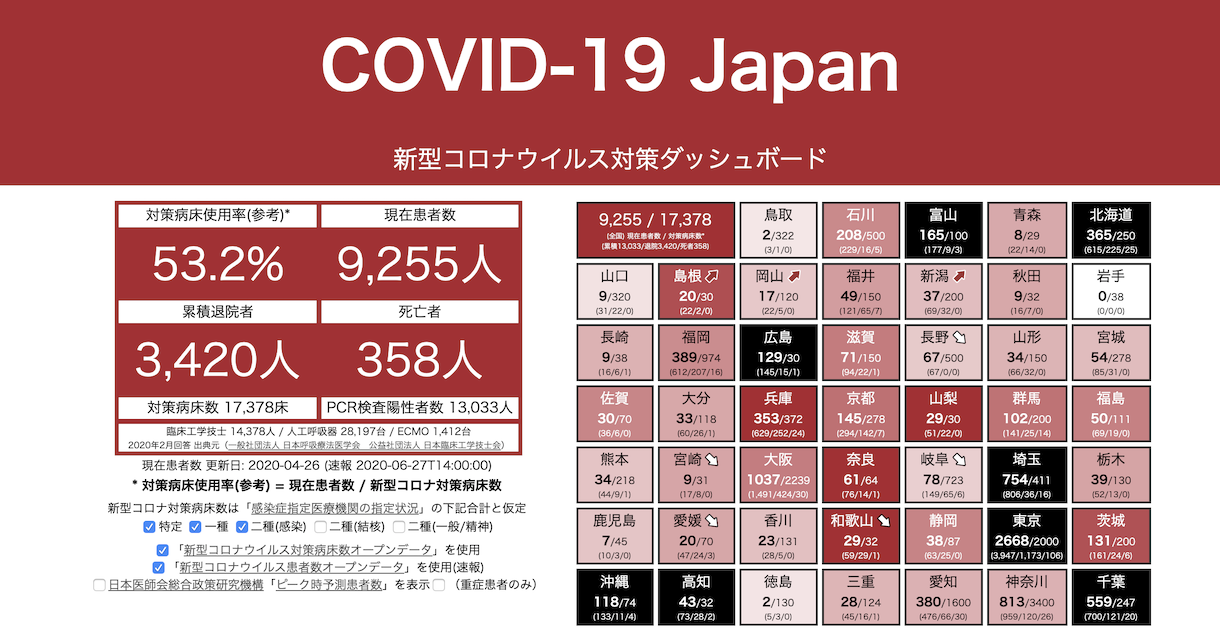 COVID-19 Japan
新型コロナウイルス対策ダッシュボード
対策病床使用率(参考)* 現在患者数
53.2% 9,255人
累積退院者 死亡者
3,420人 358人
対策病床数 17,378床 PCR検査陽性者数 13,033人
臨床工学技士 14,378人 / 人工呼吸器 28,197台 / ECMO 1,412台
2020年2月回答 出典元 (一般社団法人 日本呼吸療法医学会 公益社団法人 日本臨床工学技士会)
現在患者数 更新日: 2020-04-26 (速報 2020-06-27T14:00:00)
* 対策病床使用率(参考) = 現在患者数 / 新型コロナ対策病床数
新型コロナ対策病床数は「感染症指定医療機関の指定状況」の下記合計と仮定
特定 一種 二種(感染) 二種(結核) 二種(一般/精神)
「新型コロナウイルス対策病床数オープンデータ」を使用
「新型コロナウイルス患者数オープンデータ」を使用(速報)
日本医師会総合政策研究機構「ピーク時予測患者数」を表示 (重症患者のみ)
9,255 / 17,378
(全国) 現在患者数 / 対策病床数*
(累積13,033/退院3,420/死者358)
鳥取
2/322
(3/1/0)
石川
208/500
(229/16/5)
富山
165/100
(177/9/3)
青森
8/29
(22/14/0)
北海道
365/250
(615/225/25)
山口
9/320
(31/22/0)
島根
20/30
(22/2/0)
岡山
17/120
(22/5/0)
福井
49/150
(121/65/7)
新潟
37/200
(69/32/0)
秋田
9/32
(16/7/0)
岩手
0/38
(0/0/0)
長崎
9/38
(16/6/1)
福岡
389/974
(612/207/16)
広島
129/30
(145/15/1)
滋賀
71/150
(94/22/1)
長野
67/500
(67/0/0)
山形
34/150
(66/32/0)
宮城
54/278
(85/31/0)
佐賀
30/70
(36/6/0)
大分
33/118
(60/26/1)
兵庫
353/372
(629/252/24)
京都
145/278
(294/142/7)
山梨
29/30
(51/22/0)
群馬
102/200
(141/25/14)
福島
50/111
(69/19/0)
熊本
34/218
(44/9/1)
宮崎
9/31
(17/8/0)
大阪
1037/2239
(1,491/424/30)
奈良
61/64
(76/14/1)
岐阜
78/723
(149/65/6)
埼玉
754/411
(806/36/16)
栃木
39/130
(52/13/0)
鹿児島
7/45
(10/3/0)
愛媛
20/70
(47/24/3)
香川
23/131
(28/5/0)
和歌山
29/32
(59/29/1)
静岡
38/87
(63/25/0)
東京
2668/2000
(3,947/1,173/106)
茨城
131/200
(161/24/6)
沖縄
118/74
(133/11/4)
高知
43/32
(73/28/2)
徳島
2/130
(5/3/0)
三重
28/124
(45/16/1)
愛知
380/1600
(476/66/30)
神奈川
813/3400
(959/120/26)
千葉
559/247
(700/121/20)